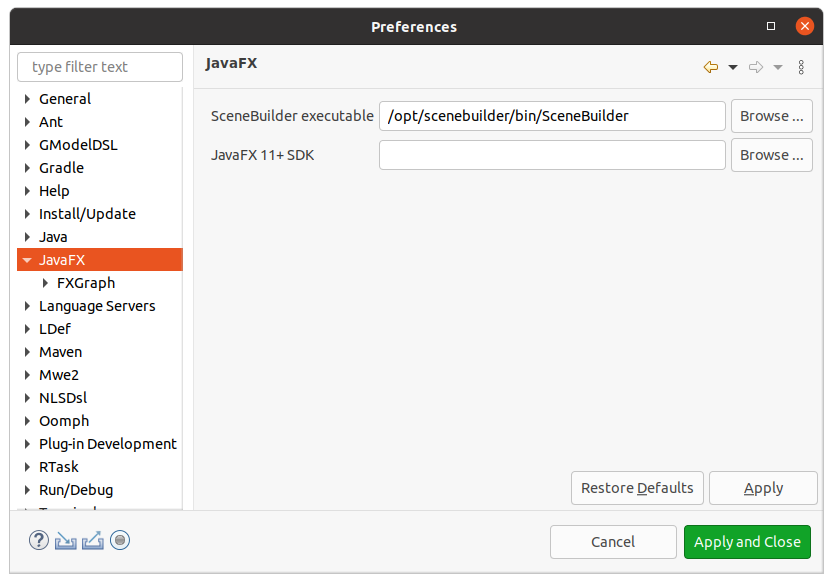 Preferences
type filter text
JavaFX
General
Ant
GModelDSL
Gradle
Help
Install/Update
Java
JavaFX
FXGraph
Language Servers
LDef
Maven
Mwe2
NLSDsl
Oomph
Plug-in Development
RTask
Run/Debug
SceneBuilder executable /opt/scenebuilder/bin/SceneBuilder Browse ...
JavaFX 11+ SDK Browse ...
Restore Defaults Apply
? Cancel Apply and Close